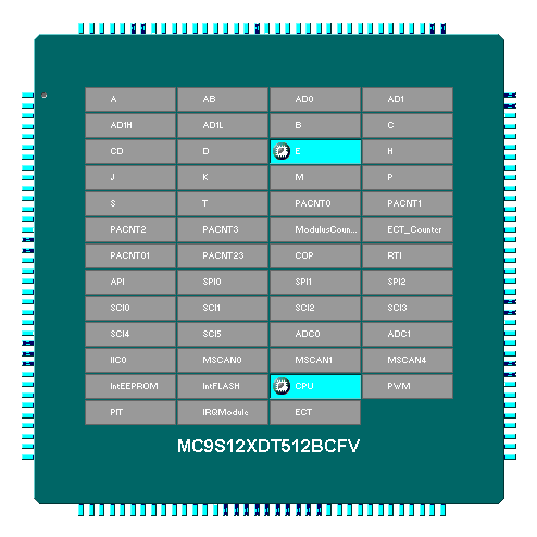 A AB AD0 AD1
AD1H AD1L B C
CD D E H
J K M P
S T PACNT0 PACNT1
PACNT2 PACNT3 ModulusCoun... ECT_Counter
PACNT01 PACNT23 COP RTI
API SPI0 SPI1 SPI2
SCI0 SCI1 SCI2 SCI3
SCI4 SCI5 ADC0 ADC1
IIC0 MSCAN0 MSCAN1 MSCAN4
IntEEPROM IntFLASH CPU PWM
PIT IRQModule ECT
MC9S12XDT512BCFV